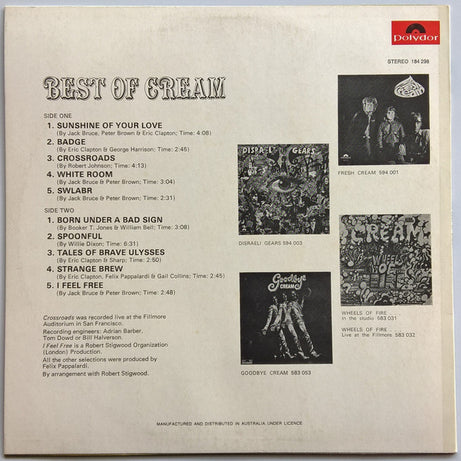 polydor
STEREO 184 298
BEST OF CREAM
SIDE ONE
1. SUNSHINE OF YOUR LOVE
(By Jack Bruce, Peter Brown & Eric Clapton; Time: 4:08)
2. BADGE
(By Eric Clapton & George Harrison; Time: 2:45)
3. CROSSROADS
(By Robert Johnson; Time: 4:13)
4. WHITE ROOM
(By Jack Bruce & Peter Brown; Time: 3:04)
5. SWLABR
(By Jack Bruce & Peter Brown; Time: 2:31)
SIDE TWO
1. BORN UNDER A BAD SIGN
(By Booker T. Jones & William Bell; Time: 3:08)
2. SPOONFUL
(By Willie Dixon; Time: 6:31)
3. TALES OF BRAVE ULYSSES
(By Eric Clapton & Sharp; Time: 2:50)
4. STRANGE BREW
(By Eric Clapton, Felix Pappalardi & Gail Collins; Time: 2:45)
5. I FEEL FREE
(By Jack Bruce & Peter Brown; Time: 2:48)
Crossroads was recorded live at the Fillmore
Auditorium in San Francisco.
Recording engineers: Adrian Barber,
Tom Dowd or Bill Halverson.
I Feel Free is a Robert Stigwood Organization
(London) Production.
All the other selections were produced by
Felix Pappalardi.
By arrangement with Robert Stigwood.
FRESH CREAM 594 001
DISRAELI GEARS
DISRAELI GEARS 594 003
CREAM
WHEELS OF FIRE
In the studio 583 031
WHEELS OF FIRE
Live at the Fillmore 583 032
Goodbye
CREAM
GOODBYE CREAM 583 053
MANUFACTURED AND DISTRIBUTED IN AUSTRALIA UNDER LICENCE